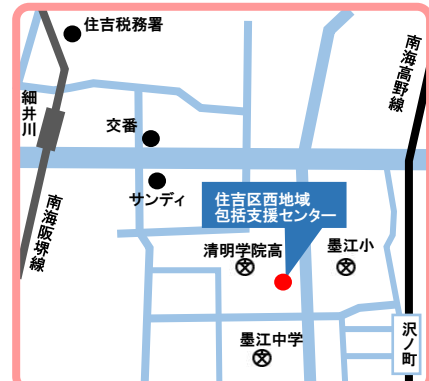 住吉税務署
南海高野線
細井川
交番
サンディ
住吉区西地域
包括支援センター
南海阪堺線
清明学院高
墨江小
墨江中学
沢ノ町